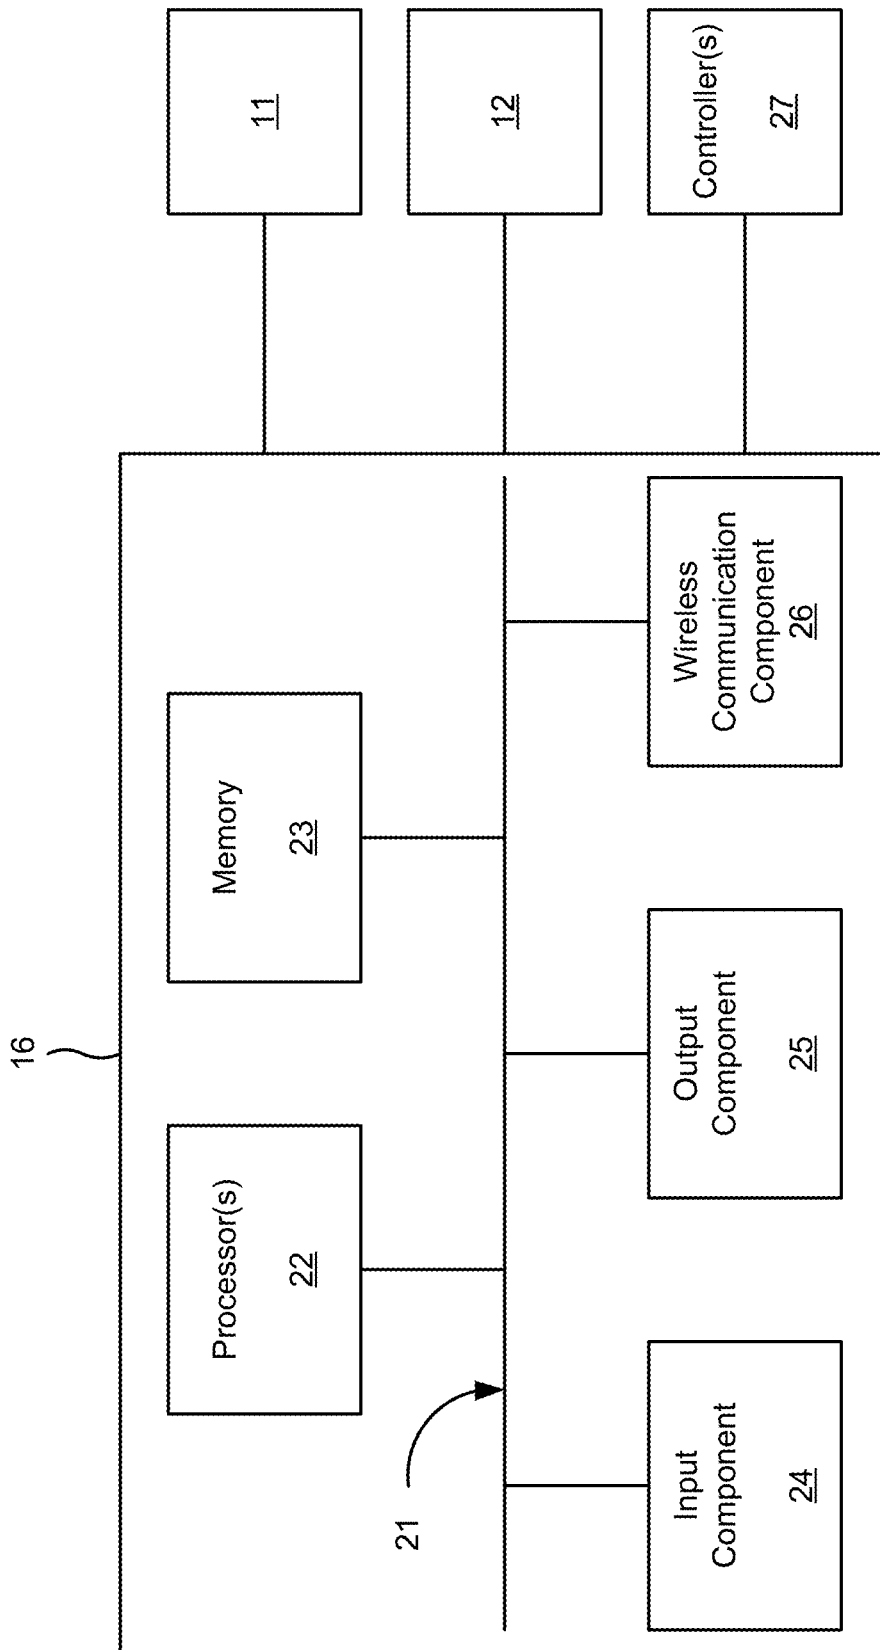 16
Processor(s)
22
Memory
23
11
21
12
Input
Component
24
Output
Component
25
Wireless
Communication
Component
26
Controller(s)
27